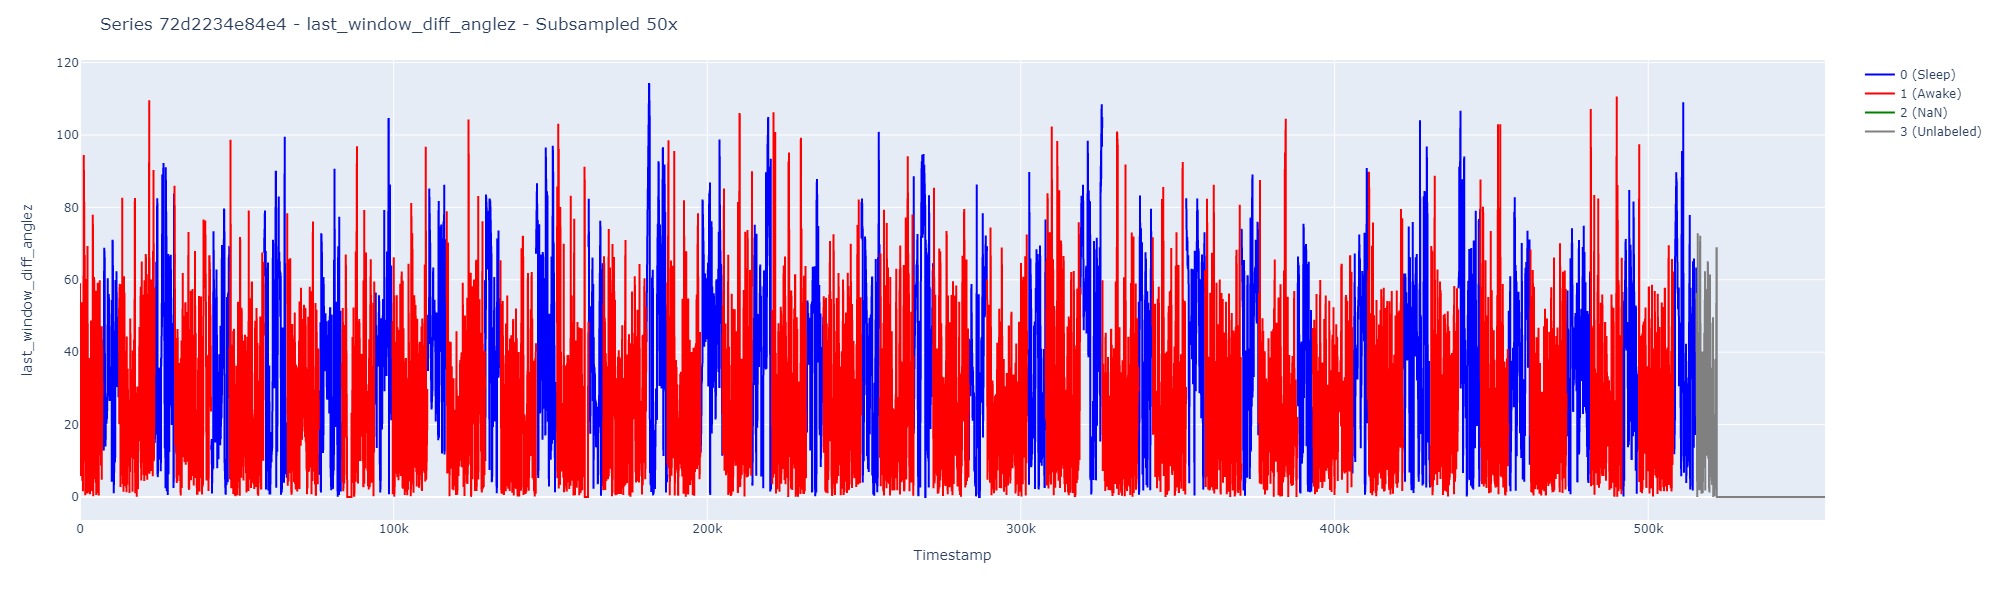 Series 72d2234e84e4 - last_window_diff_anglez - Subsampled 50x
120
100
80
60
40
20
0
last_window_diff_anglez
0 100k 200k 300k 400k 500k
Timestamp
0 (Sleep)
1 (Awake)
2 (NaN)
3 (Unlabeled)